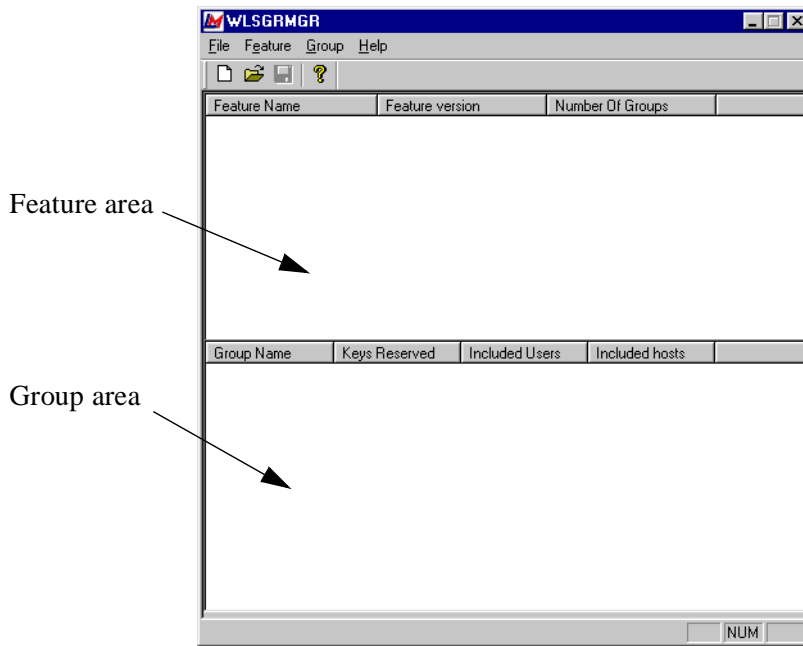 WLSGRMGR
File Feature Group Help
Feature Name Feature version Number Of Groups
Feature area
Group Name Keys Reserved Included Users Included hosts
Group area
NUM